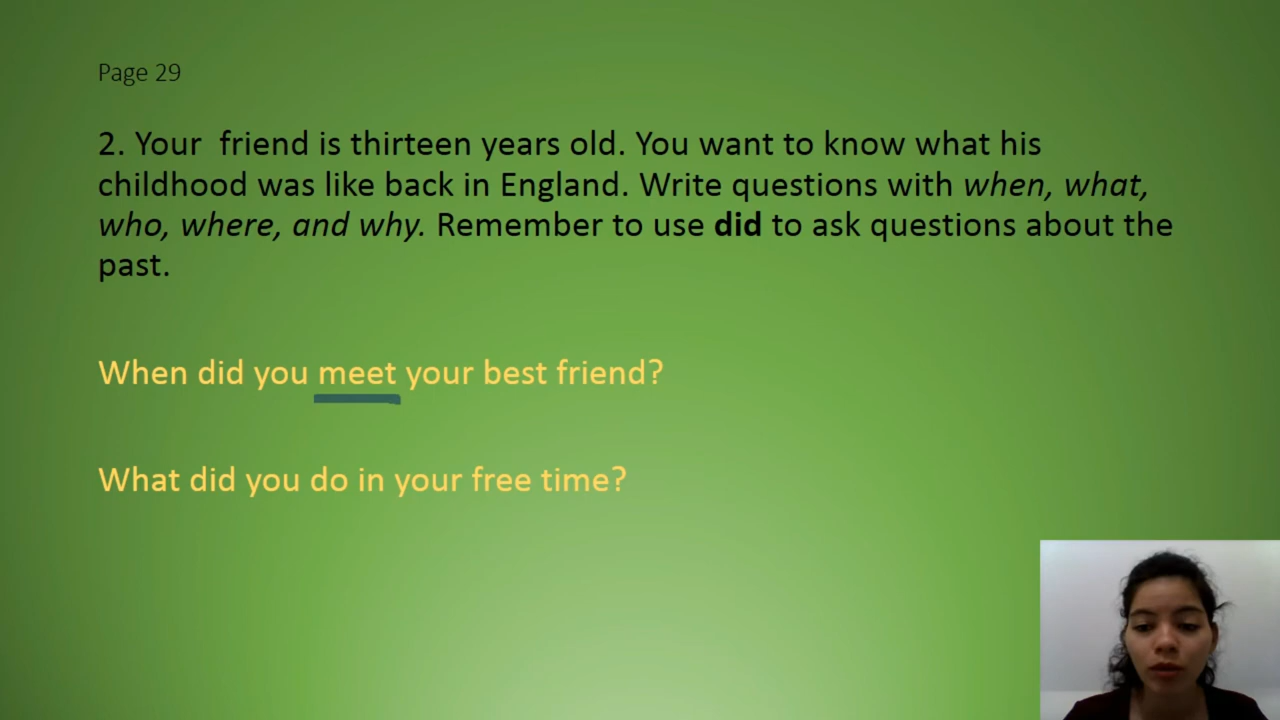 Page 29
2. Your  friend is thirteen years old. You want to know what his
childhood was like back in England. Write questions with when, what,
who, where, and why. Remember to use did to ask questions about the
past.
When did you meet your best friend?
What did you do in your free time?